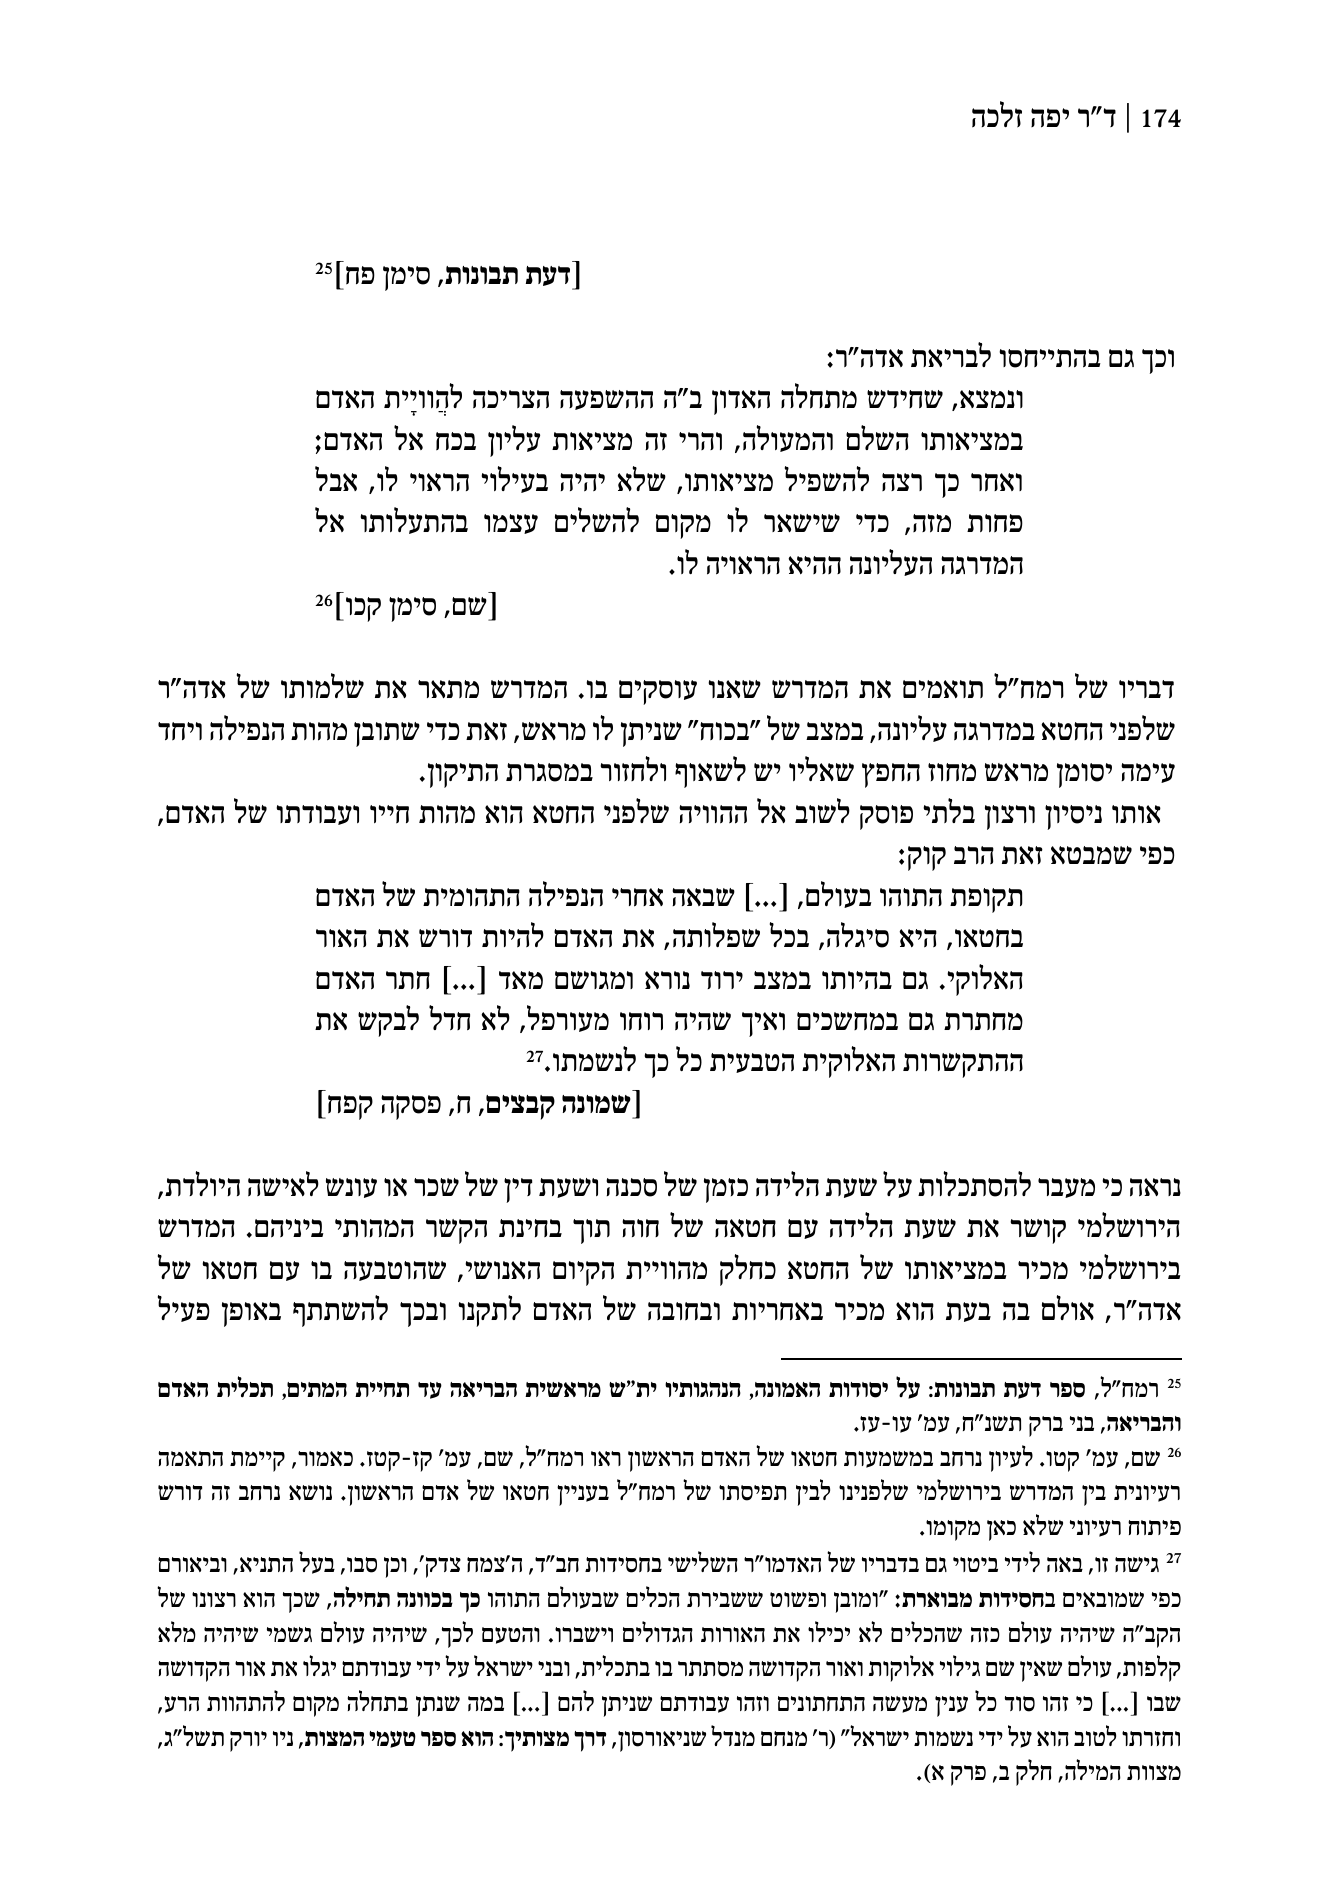 174 | ד"ר יפה זלכה
[דעת תבונות, סימן פח]25
וכך גם בהתייחסו לבריאת אדה"ר:
ונמצא, שחידש מתחלה האדון ב"ה ההשפעה הצריכה להֲוויָית האדם
במציאותו השלם והמעולה, והרי זה מציאות עליון בכח אל האדם;
ואחר כך רצה להשפיל מציאותו, שלא יהיה בעילוי הראוי לו, אבל
פחות מזה, כדי שישאר לו מקום להשלים עצמו בהתעלותו אל
המדרגה העליונה ההיא הראויה לו.
[שם, סימן קכו]26
דבריו של רמח"ל תואמים את המדרש שאנו עוסקים בו. המדרש מתאר את שלמותו של אדה"ר
שלפני החטא במדרגה עליונה, במצב של "בכוח" שניתן לו מראש, זאת כדי שתובן מהות הנפילה ויחד
עימה יסומן מראש מחוז החפץ שאליו יש לשאוף ולחזור במסגרת התיקון.
אותו ניסיון ורצון בלתי פוסק לשוב אל ההוויה שלפני החטא הוא מהות חייו ועבודתו של האדם,
כפי שמבטא זאת הרב קוק:
תקופת התוהו בעולם, [...] שבאה אחרי הנפילה התהומית של האדם
בחטאו, היא סיגלה, בכל שפלותה, את האדם להיות דורש את האור
האלוקי. גם בהיותו במצב ירוד נורא ומגושם מאד [...] חתר האדם
מחתרת גם במחשכים ואיך שהיה רוחו מעורפל, לא חדל לבקש את
ההתקשרות האלוקית הטבעית כל כך לנשמתו.27
[שמונה קבצים, ח, פסקה קפח]
נראה כי מעבר להסתכלות על שעת הלידה כזמן של סכנה ושעת דין של שכר או עונש לאישה היולדת,
הירושלמי קושר את שעת הלידה עם חטאה של חוה תוך בחינת הקשר המהותי ביניהם. המדרש
בירושלמי מכיר במציאותו של החטא כחלק מהוויית הקיום האנושי, שהוטבעה בו עם חטאו של
אדה"ר, אולם בה בעת הוא מכיר באחריות ובחובה של האדם לתקנו ובכך להשתתף באופן פעיל
25 רמח"ל, ספר דעת תבונות: על יסודות האמונה, הנהגותיו ית"ש מראשית הבריאה עד תחיית המתים, תכלית האדם
והבריאה, בני ברק תשנ"ח, עמ' עו-עז.
26 שם, עמ' קטו. לעיון נרחב במשמעות חטאו של האדם הראשון ראו רמח"ל, שם, עמ' קז-קטז. כאמור, קיימת התאמה
רעיונית בין המדרש בירושלמי שלפנינו לבין תפיסתו של רמח"ל בעניין חטאו של אדם הראשון. נושא נרחב זה דורש
פיתוח רעיוני שלא כאן מקומו.
27 גישה זו, באה לידי ביטוי גם בדבריו של האדמו"ר השלישי בחסידות חב"ד, ה'צמח צדק', וכן סבו, בעל התניא, וביאורם
כפי שמובאים בחסידות מבוארת: "ומובן ופשוט ששבירת הכלים שבעולם התוהו כך בכוונה תחילה, שכך הוא רצונו של
הקב"ה שיהיה עולם כזה שהכלים לא יכילו את האורות הגדולים וישברו. והטעם לכך, שיהיה עולם גשמי שיהיה מלא
קלפות, עולם שאין שם גילוי אלוקות ואור הקדושה מסתתר בו בתכלית, ובני ישראל על ידי עבודתם יגלו את אור הקדושה
שבו [...] כי זהו סוד כל ענין מעשה התחתונים וזהו עבודתם שניתן להם [...] במה שנתן בתחלה מקום להתהוות הרע,
וחזרתו לטוב הוא על ידי נשמות ישראל" (ר' מנחם מנדל שניאורסון, דרך מצותיך: הוא ספר טעמי המצות, ניו יורק תשל"ג,
מצוות המילה, חלק ב, פרק א).